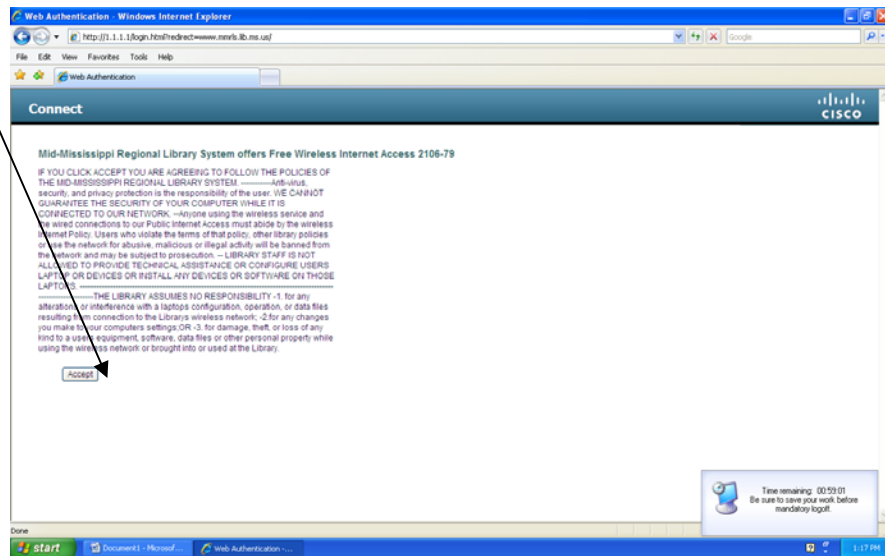 Web Authentication - Windows Internet Explorer
http://1.1.1.1/login.html?redirect=www.mmrls.lib.ms.us/
Google
File Edit View Favorites Tools Help
Web Authentication
Connect
CISCO
Mid-Mississippi Regional Library System offers Free Wireless Internet Access 2106-79
IF YOU CLICK ACCEPT YOU ARE AGREEING TO FOLLOW THE POLICIES OF
THE MID-MISSISSIPPI REGIONAL LIBRARY SYSTEM. -----------Anti-virus,
security, and privacy protection is the responsibility of the user. WE CANNOT
GUARANTEE THE SECURITY OF YOUR COMPUTER WHILE IT IS
CONNECTED TO OUR NETWORK. --Anyone using the wireless service and
the wired connections to our Public Internet Access must abide by the wireless
Internet Policy. Users who violate the terms of that policy, other library policies
or use the network for abusive, malicious or illegal activity will be banned from
the network and may be subject to prosecution. -- LIBRARY STAFF IS NOT
ALLOWED TO PROVIDE TECHNICAL ASSISTANCE OR CONFIGURE USERS
LAPTOP OR DEVICES OR INSTALL ANY DEVICES OR SOFTWARE ON THOSE
LAPTOPS. ----------------------------------------------------------------
----------------THE LIBRARY ASSUMES NO RESPONSIBILITY -1. for any
alterations or interference with a laptops configuration, operation, or data files
resulting from connection to the Librarys wireless network; -2.for any changes
you make to your computers settings;OR -3. for damage, theft, or loss of any
kind to a users equipment, software, data files or other personal property while
using the wireless network or brought into or used at the Library.
Accept
Time remaining: 00:59:01
Be sure to save your work before
mandatory logoff.
Done
start Document1 - Microsof... Web Authentication -... 1:17 PM